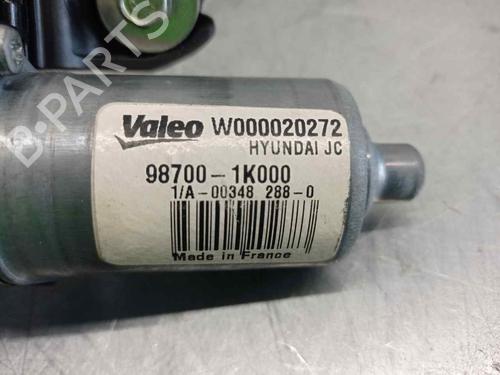 Valeo W000020272
HYUNDAI JC
98700-1K000
1/A-00348 288-0
Made in France
B-PARTS